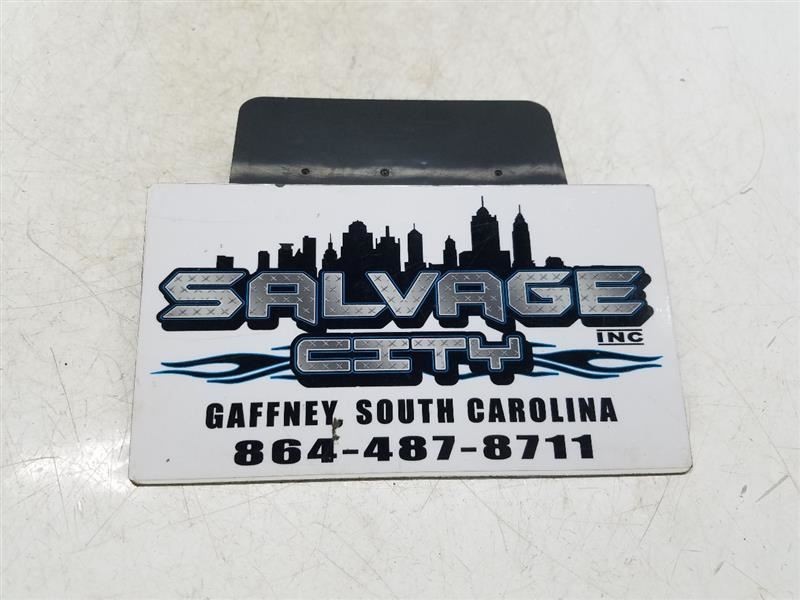 SALVAGE
CITY
INC
GAFFNEY, SOUTH CAROLINA
864-487-8711